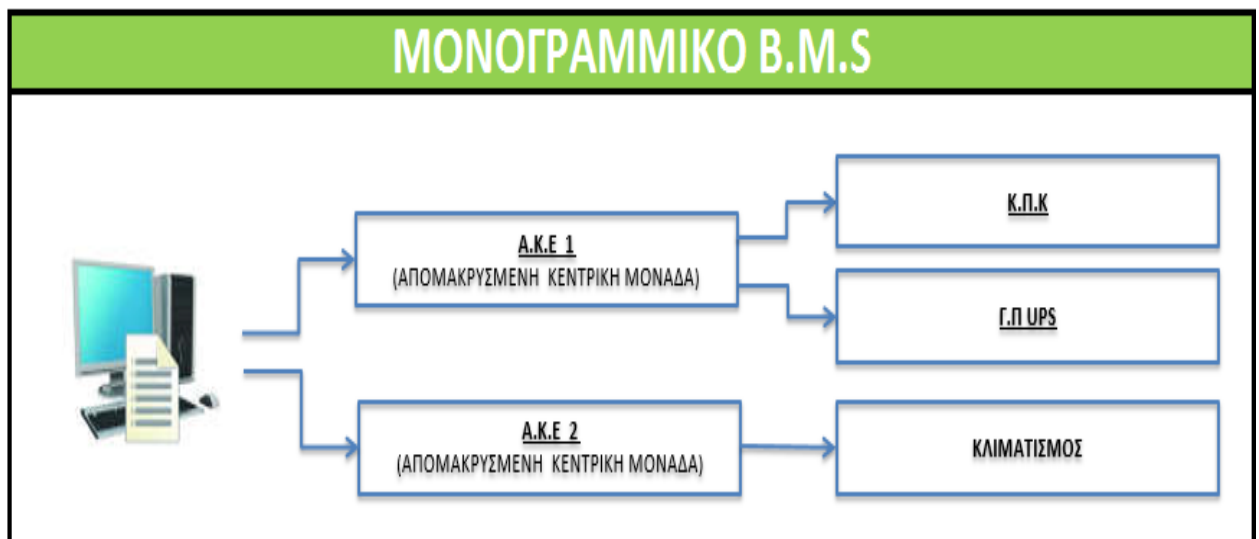 ΜΟΝΟΓΡΑΜΜΙΚΟ B.M.S
Κ.Π.Κ
Α.Κ.Ε 1
(ΑΠΟΜΑΚΡΥΣΜΕΝΗ ΚΕΝΤΡΙΚΗ ΜΟΝΑΔΑ)
Γ.Π UPS
Α.Κ.Ε 2
(ΑΠΟΜΑΚΡΥΣΜΕΝΗ ΚΕΝΤΡΙΚΗ ΜΟΝΑΔΑ)
ΚΛΙΜΑΤΙΣΜΟΣ